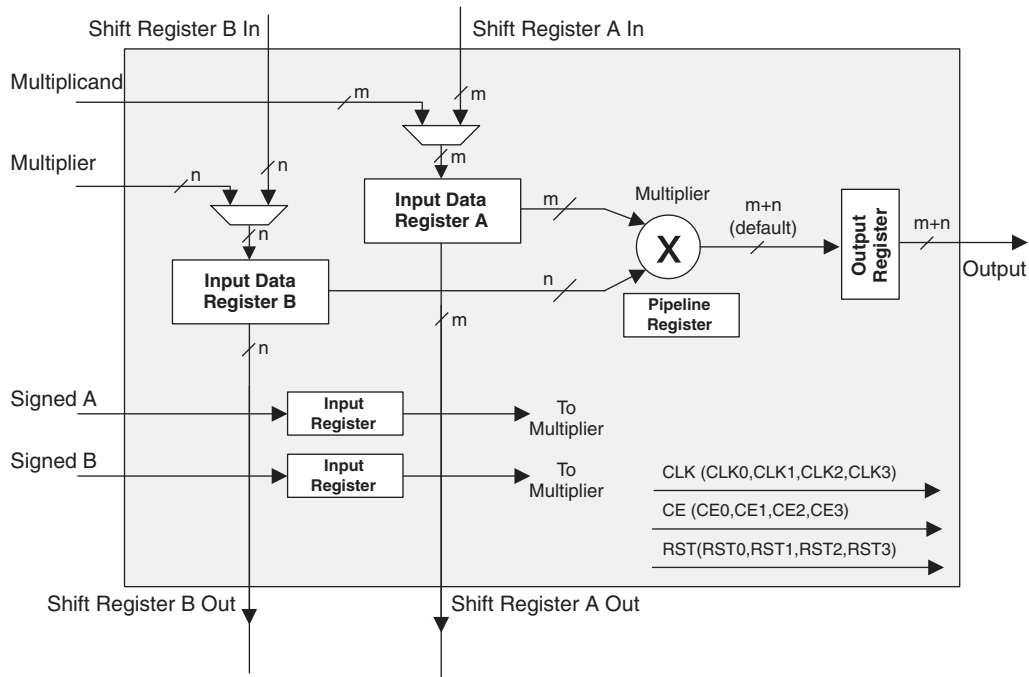 Shift Register B In
Shift Register A In
Multiplicand
m
m
Multiplier
n
n
m
Input Data
Register A
m
Multiplier
X
m+n
(default)
Output
Register
m+n
Output
n
Input Data
Register B
n
Pipeline
Register
m
n
Signed A
Input
Register
To
Multiplier
Signed B
Input
Register
To
Multiplier
CLK (CLK0,CLK1,CLK2,CLK3)
CE (CE0,CE1,CE2,CE3)
RST(RST0,RST1,RST2,RST3)
Shift Register B Out
Shift Register A Out